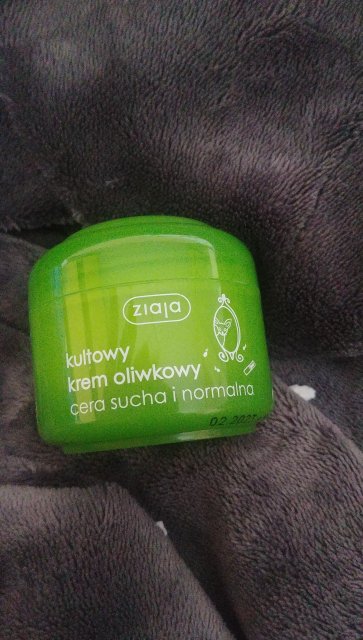 ziaja
kultowy
krem oliwkowy
cera sucha i normalna